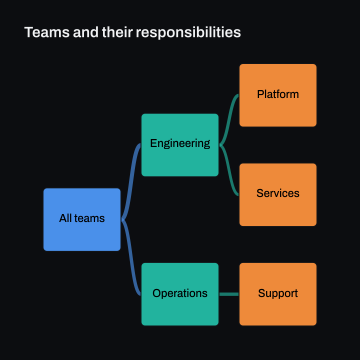 Teams and their responsibilities
Platform
Engineering
Services
All teams
Operations
Support